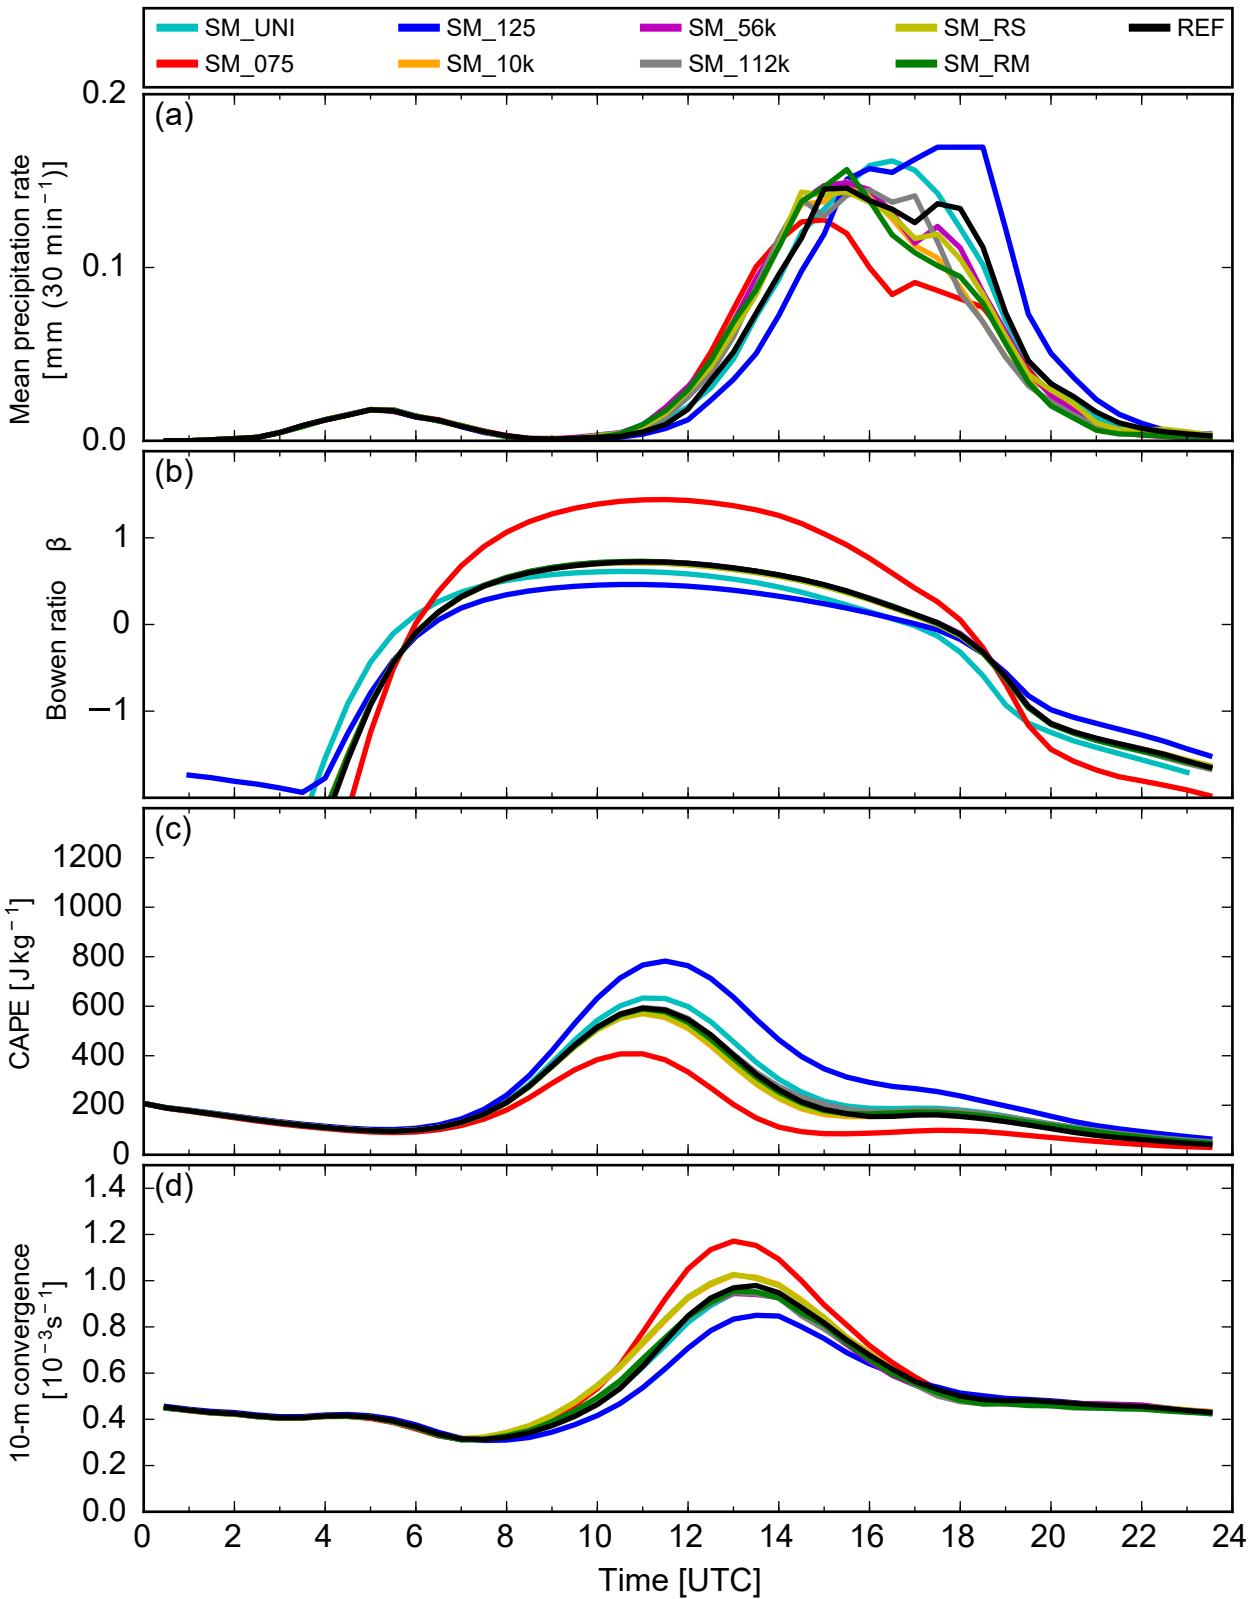 SM_UNI SM_125 SM_56k SM_RS REF
SM_075 SM_10k SM_112k SM_RM
(a)
Mean precipitation rate
[mm (30 min⁻¹)]
0.2
0.1
0.0
(b)
Bowen ratio β
1
0
−1
(c)
CAPE [J kg⁻¹]
1200
1000
800
600
400
200
0
(d)
10-m convergence
[10⁻³s⁻¹]
1.4
1.2
1.0
0.8
0.6
0.4
0.2
0.0
0 2 4 6 8 10 12 14 16 18 20 22 24
Time [UTC]